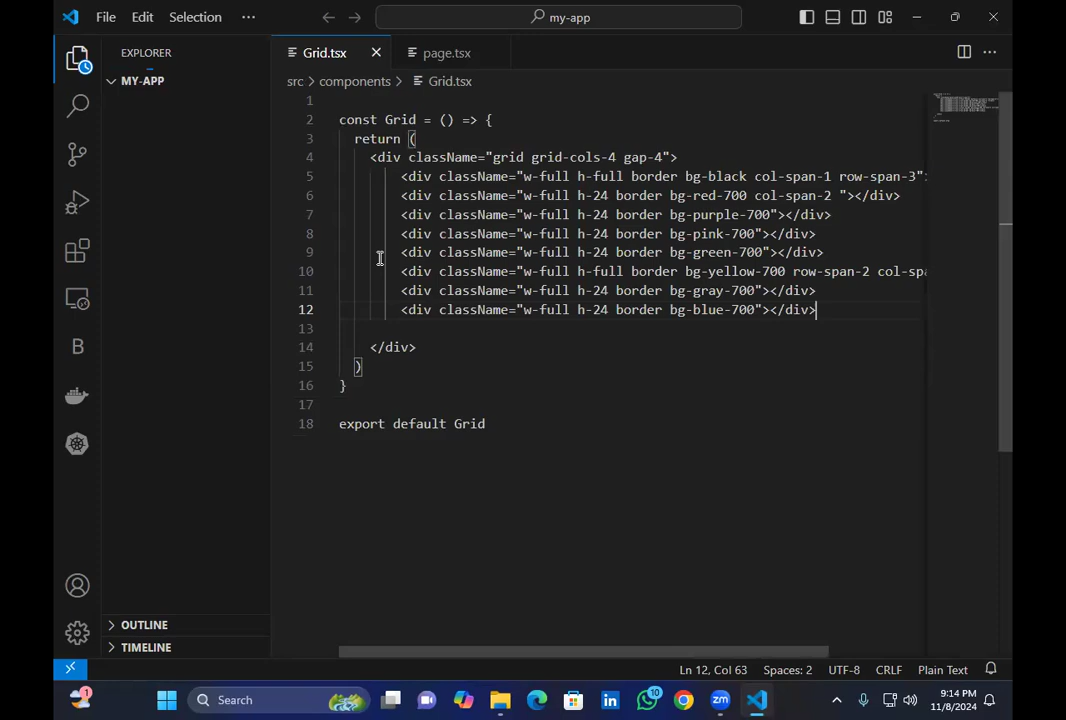 File Edit Selection ···
my-app
EXPLORER
MY-APP
Grid.tsx
page.tsx
src > components > Grid.tsx
1
2 const Grid = () => {
3 return (
4 <div className="grid grid-cols-4 gap-4">
5 <div className="w-full h-full border bg-black col-span-1 row-span-3">
6 <div className="w-full h-24 border bg-red-700 col-span-2 "></div>
7 <div className="w-full h-24 border bg-purple-700"></div>
8 <div className="w-full h-24 border bg-pink-700"></div>
9 <div className="w-full h-24 border bg-green-700"></div>
10 <div className="w-full h-full border bg-yellow-700 row-span-2 col-spa
11 <div className="w-full h-24 border bg-gray-700"></div>
12 <div className="w-full h-24 border bg-blue-700"></div>
13
14 </div>
15 )
16 }
17
18 export default Grid
B
OUTLINE
TIMELINE
Ln 12, Col 63 Spaces: 2 UTF-8 CRLF Plain Text
1
Search
10
zm
9:14 PM
11/8/2024